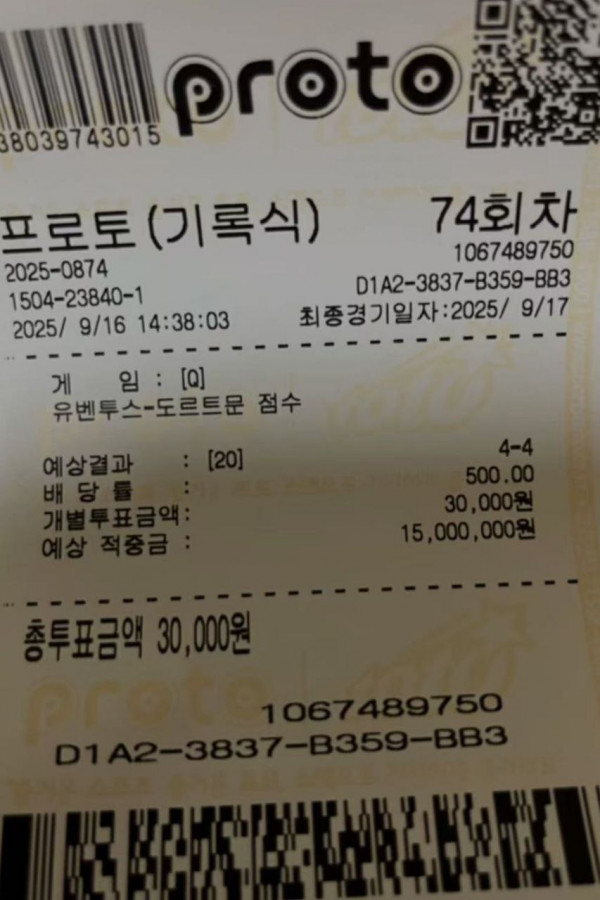 proto
38039743015
프로토(기록식) 74회차
2025-0874 1067489750
1504-23840-1 D1A2-3837-B359-BB3
2025/ 9/16 14:38:03 최종경기일자:2025/ 9/17
게 임 : [Q]
유벤투스-도르트문 점수
예상결과 : [20] 4-4
배 당 률 : 500.00
개별투표금액: 30,000원
예상 적중금 : 15,000,000원
총투표금액 30,000원
proto
1067489750
D1A2-3837-B359-BB3